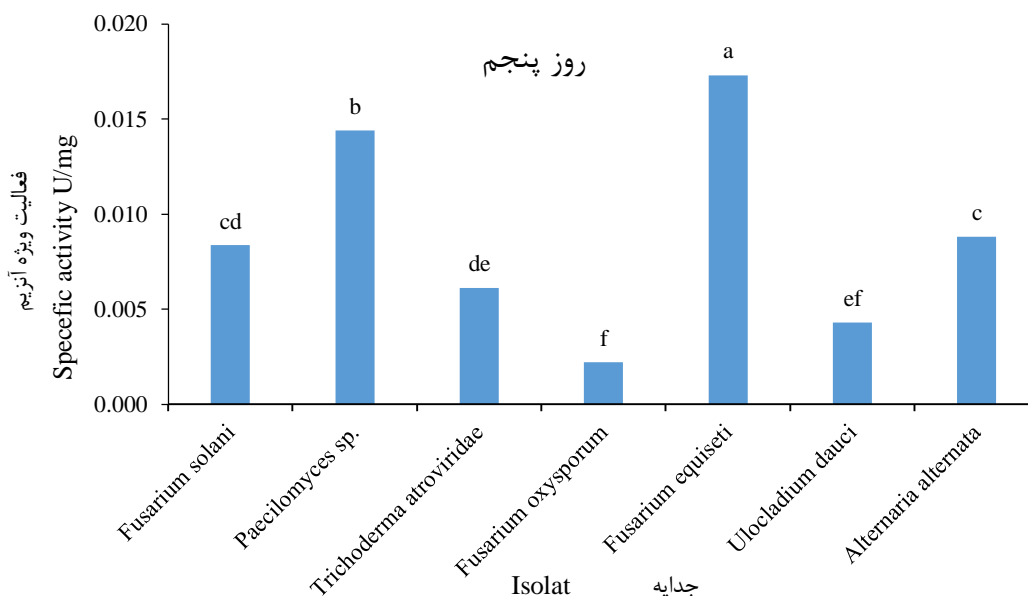 روز پنجم
فعالیت ویژه آنزیم
Specefic activity U/mg
0.020
0.015
0.010
0.005
0.000
cd
b
de
f
a
ef
c
Fusarium solani
Paecilomyces sp.
Trichoderma atroviridae
Fusarium oxysporum
Fusarium equiseti
Ulocladium dauci
Alternaria alternata
Isolat جدایه